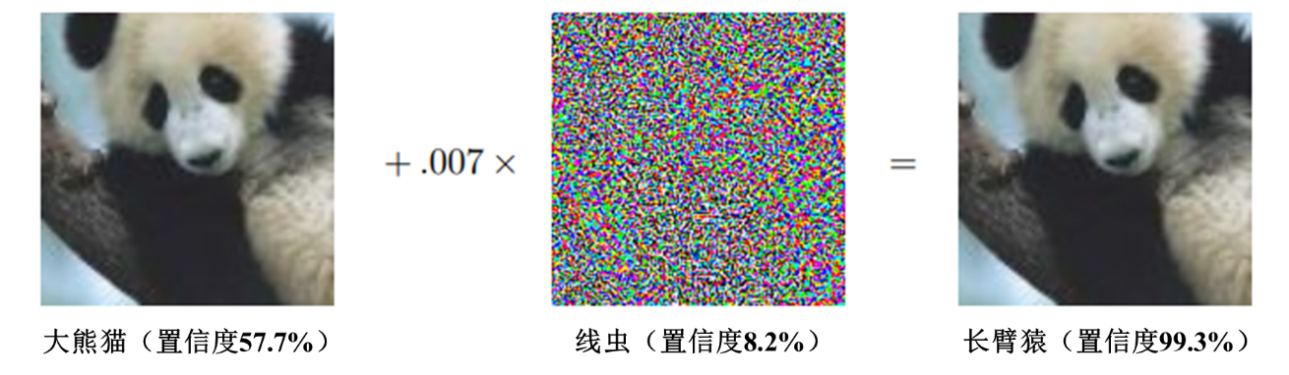 + .007 ×
=
大熊猫（置信度57.7%）
线虫（置信度8.2%）
长臂猿（置信度99.3%）